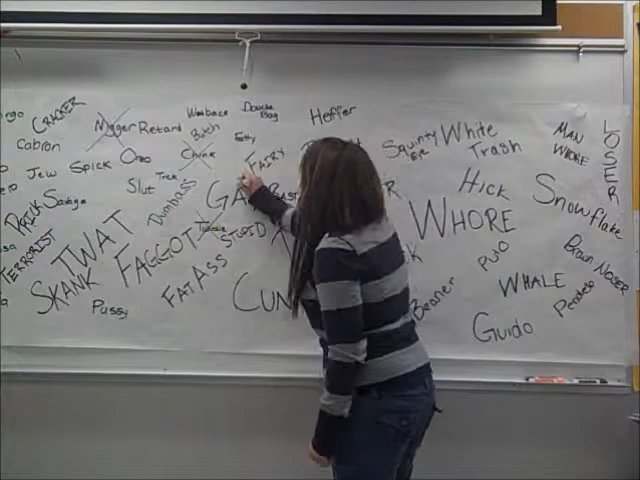 CRACKER
Cabron
Jew
Spick
Oreo
Nigger
Retard
Wetback
Bitch
Chink
Douche
Bag
Fatty
Heffer
FAIRY
Slut
Dumbass
PRICK
Savage
TERRORIST
TWAT
SKANK
FAGGOT
Pussy
FATASS
STUPID
Squinty
Eye
White
Trash
MAN
WHORE
LOSER
Hick
Snowflake
WHORE
Puto
Brown NOSER
WHALE
Pendejo
Beaner
Guido